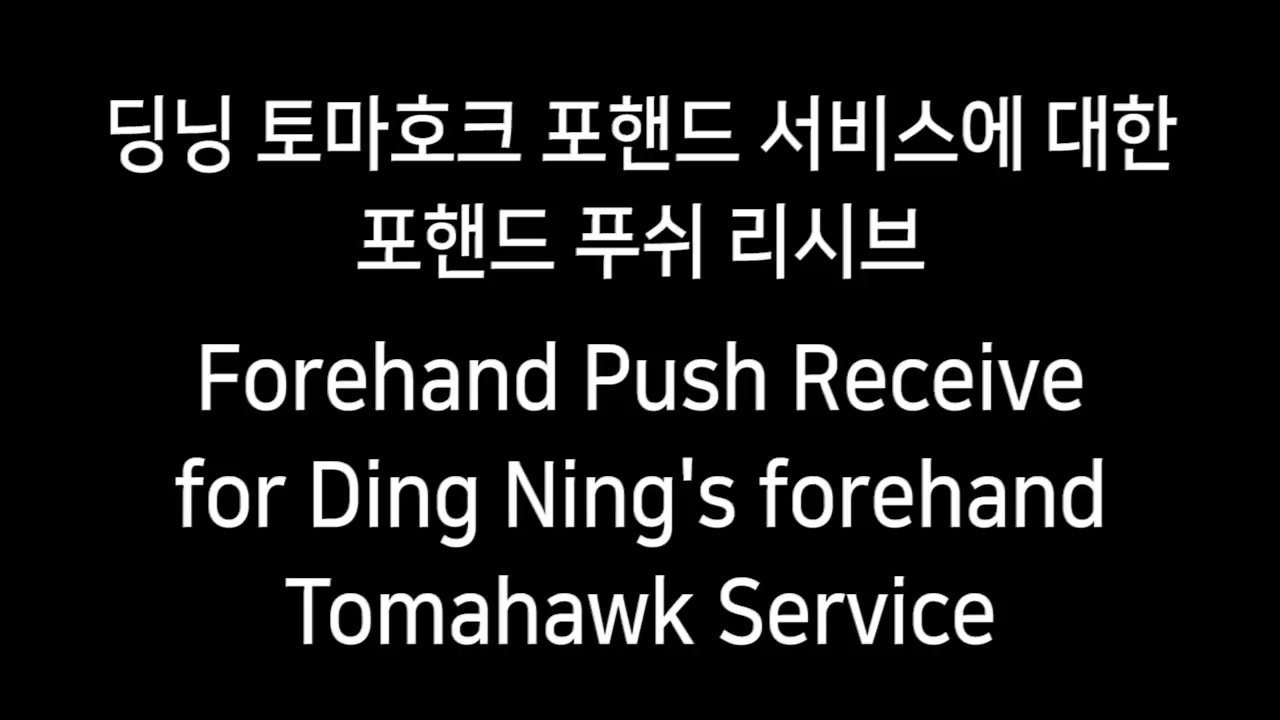 딩닝 토마호크 포핸드 서비스에 대한
포핸드 푸쉬 리시브
Forehand Push Receive
for Ding Ning's forehand
Tomahawk Service